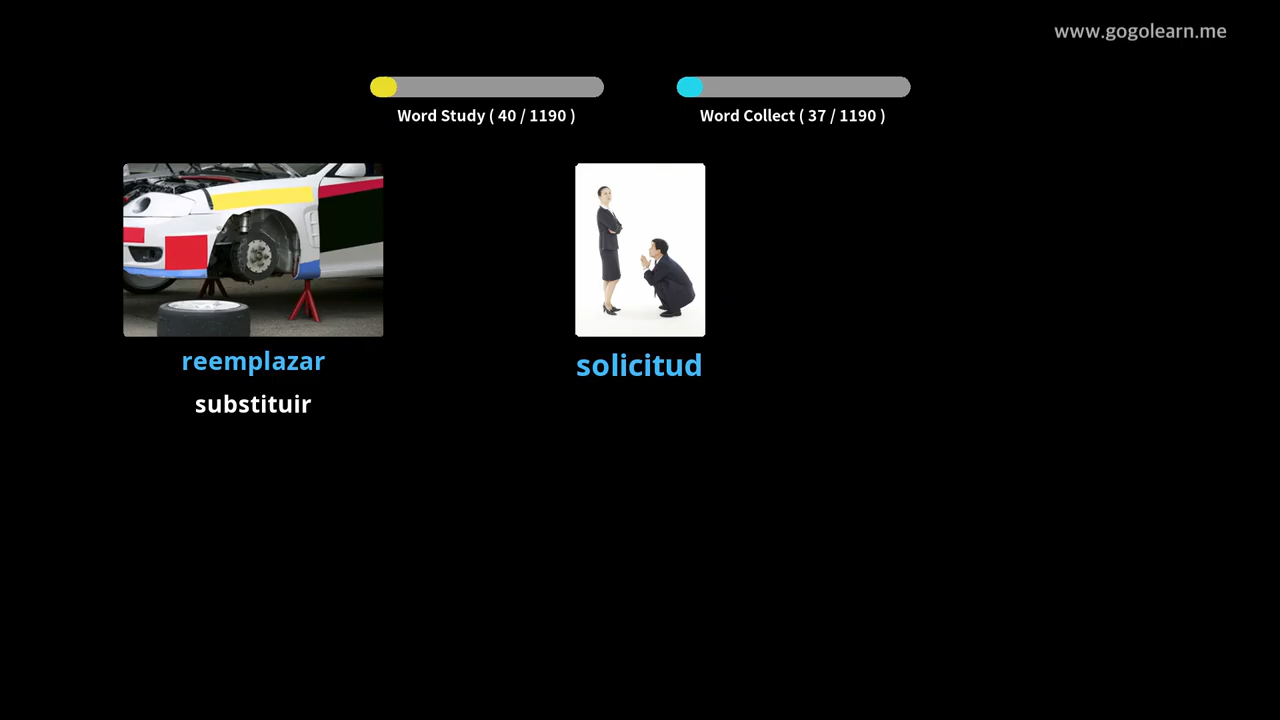 www.gogolearn.me
Word Study ( 40 / 1190 )
Word Collect ( 37 / 1190 )
reemplazar
solicitud
substituir